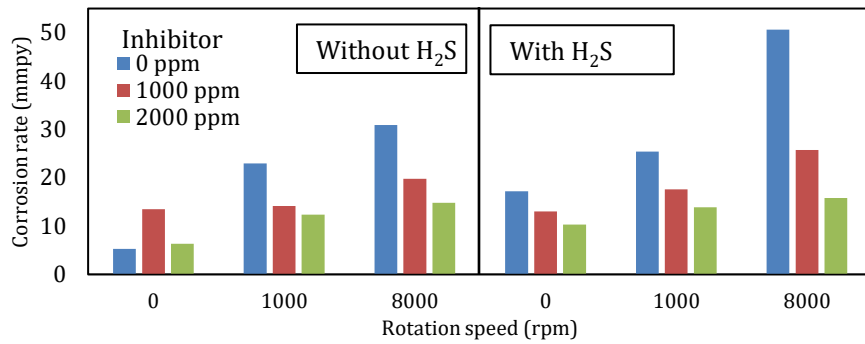 50
40
30
20
10
0
Corrosion rate (mmpy)
Inhibitor
0 ppm
1000 ppm
2000 ppm
Without H₂S
With H₂S
0 1000 8000 0 1000 8000
Rotation speed (rpm)